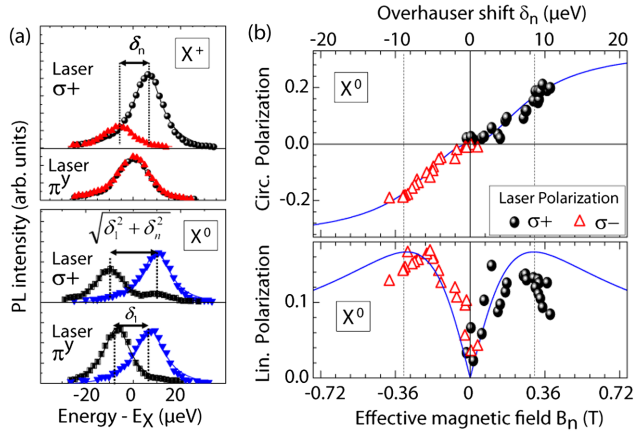 (a)
Laser
σ+
δn
X+
Laser
πy
PL intensity (arb. units)
√δ1² + δn²
X0
Laser
σ+
Laser
πy
δ1
-20 0 20
Energy - EX (µeV)
(b)
Overhauser shift δn (µeV)
-20 -10 0 10 20
X0
0.2
0.0
-0.2
Circ. Polarization
Laser Polarization
σ+ σ−
X0
0.1
0.0
Lin. Polarization
-0.72 -0.36 0 0.36 0.72
Effective magnetic field Bn (T)